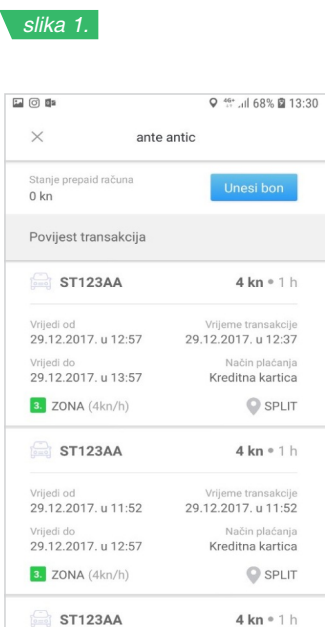 slika 1.
4G+ 68% 13:30
ante antic
Stanje prepaid računa
0 kn
Unesi bon
Povijest transakcija
ST123AA 4 kn • 1 h
Vrijedi od Vrijeme transakcije
29.12.2017. u 12:57 29.12.2017. u 12:37
Vrijedi do Način plaćanja
29.12.2017. u 13:57 Kreditna kartica
3. ZONA (4kn/h) SPLIT
ST123AA 4 kn • 1 h
Vrijedi od Vrijeme transakcije
29.12.2017. u 11:52 29.12.2017. u 11:52
Vrijedi do Način plaćanja
29.12.2017. u 12:57 Kreditna kartica
3. ZONA (4kn/h) SPLIT
ST123AA 4 kn • 1 h